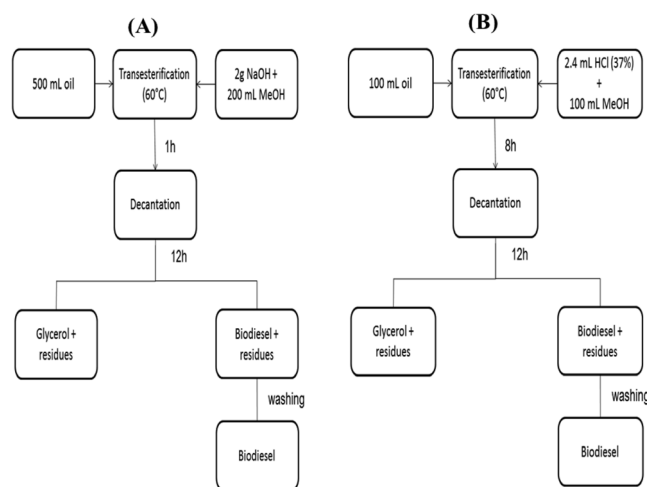 (A)
500 mL oil
Transesterification
(60°C)
2g NaOH +
200 mL MeOH
1h
Decantation
12h
Glycerol +
residues
Biodiesel +
residues
washing
Biodiesel
(B)
100 mL oil
Transesterification
(60°C)
2.4 mL HCl (37%)
+
100 mL MeOH
8h
Decantation
12h
Glycerol +
residues
Biodiesel +
residues
washing
Biodiesel